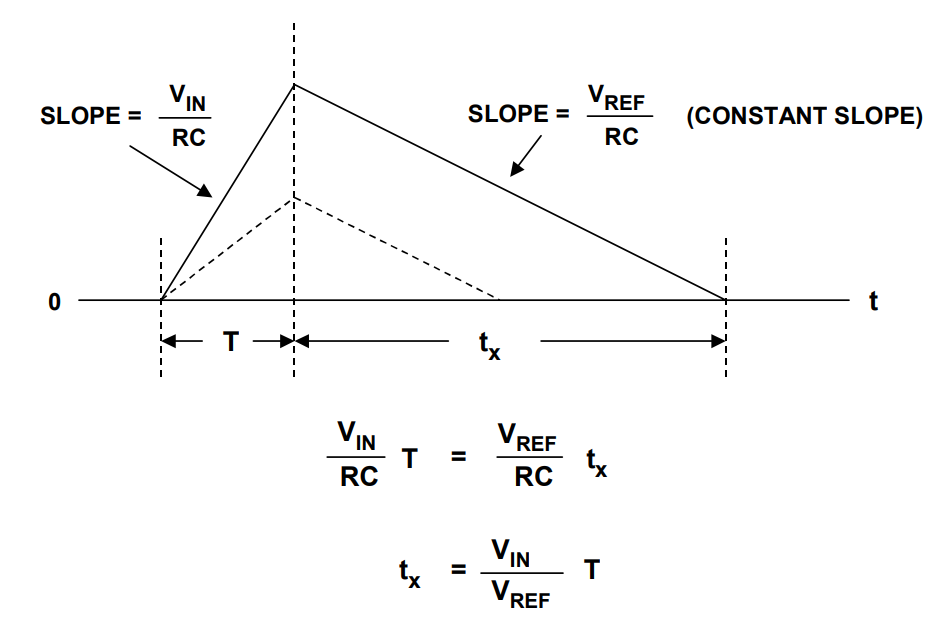 SLOPE = V_IN / RC
SLOPE = V_REF / RC (CONSTANT SLOPE)
0
t
T
t_x
V_IN / RC T = V_REF / RC t_x
t_x = V_IN / V_REF T